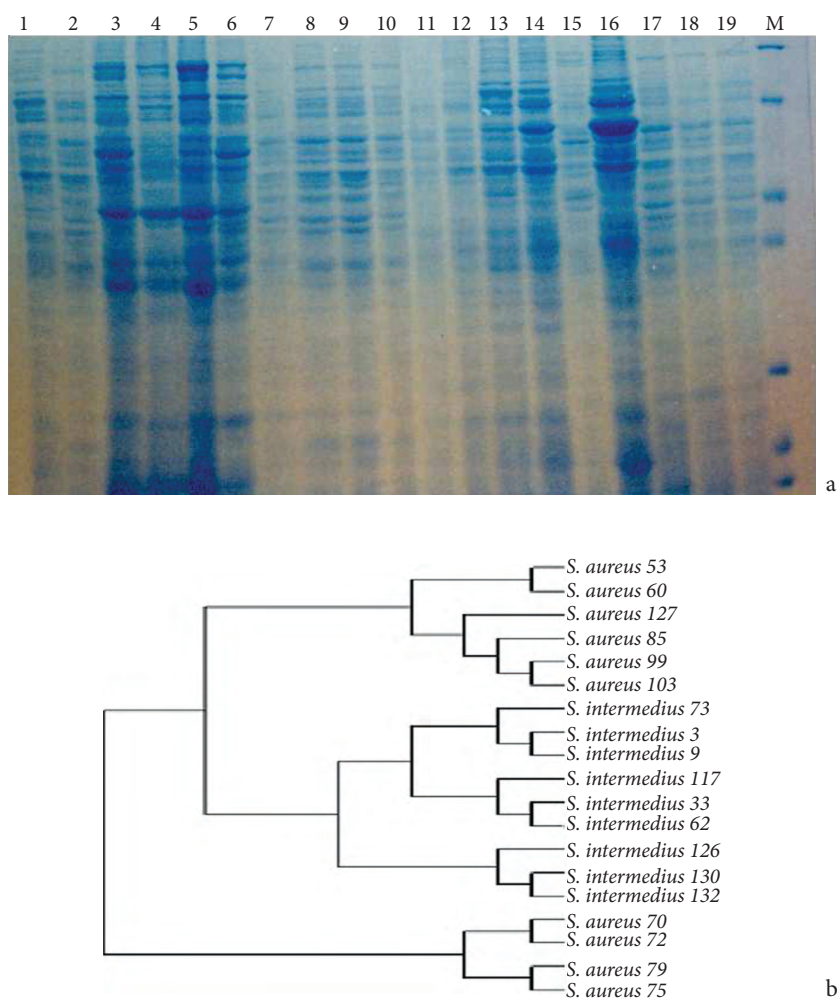 1 2 3 4 5 6 7 8 9 10 11 12 13 14 15 16 17 18 19 M
a
S. aureus 53
S. aureus 60
S. aureus 127
S. aureus 85
S. aureus 99
S. aureus 103
S. intermedius 73
S. intermedius 3
S. intermedius 9
S. intermedius 117
S. intermedius 33
S. intermedius 62
S. intermedius 126
S. intermedius 130
S. intermedius 132
S. aureus 70
S. aureus 72
S. aureus 79
S. aureus 75
b